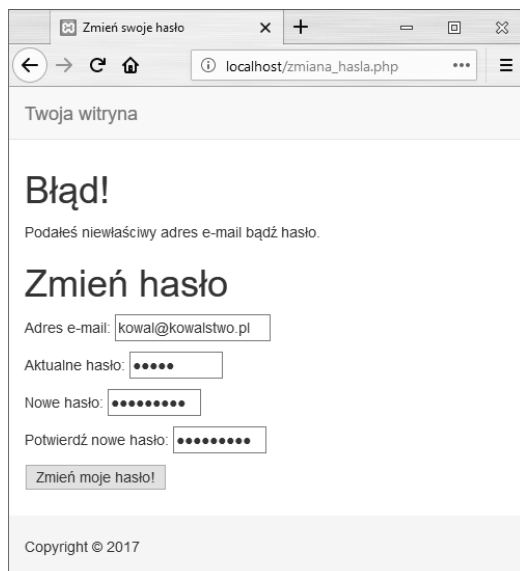 Zmień swoje hasło
localhost/zmiana_hasla.php
Twoja witryna
Błąd!
Podałeś niewłaściwy adres e-mail bądź hasło.
Zmień hasło
Adres e-mail: kowal@kowalstwo.pl
Aktualne hasło: •••••
Nowe hasło: •••••••••
Potwierdź nowe hasło: •••••••••
Zmień moje hasło!
Copyright © 2017